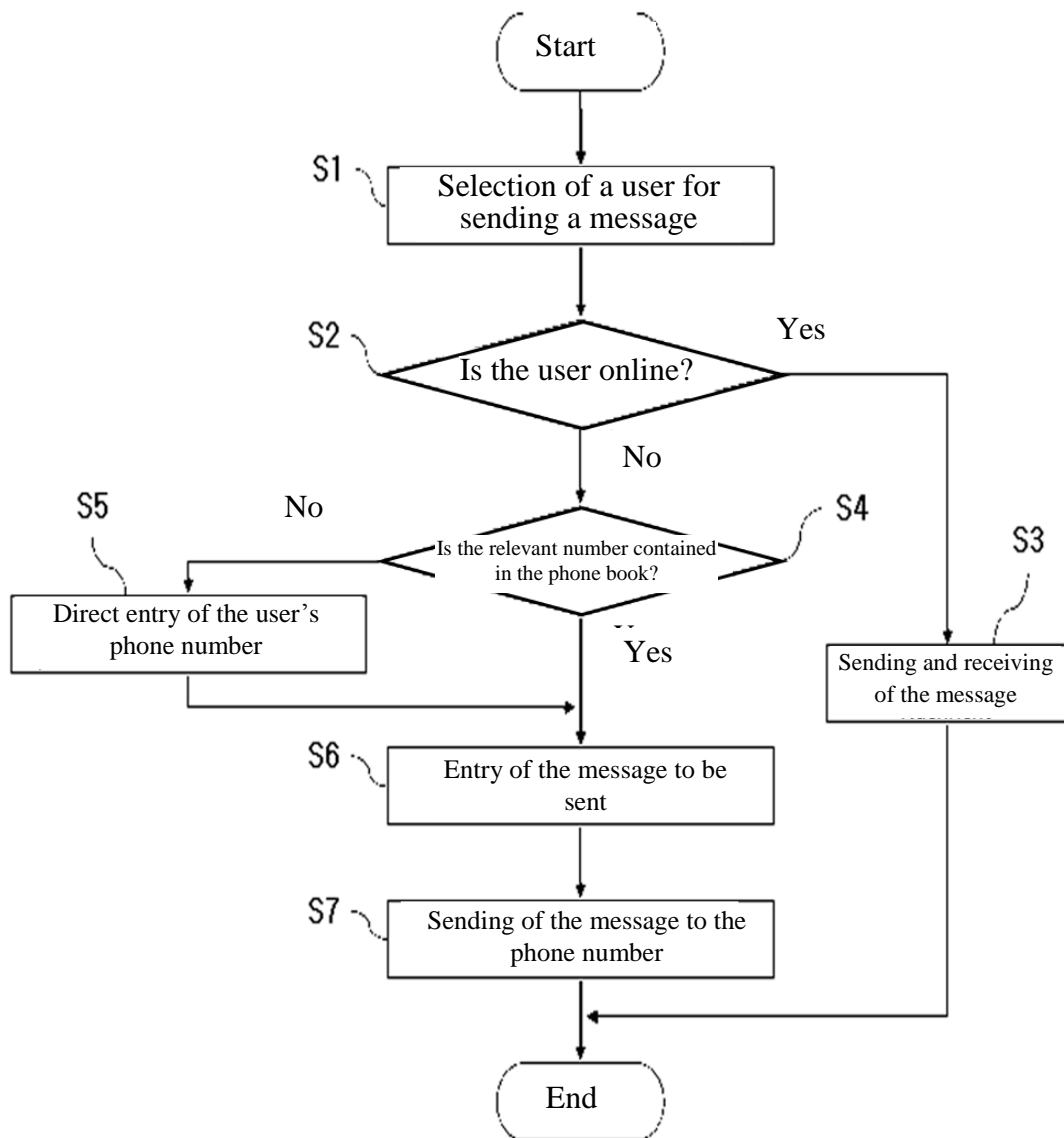 Start
S1
Selection of a user for
sending a message
S2
Is the user online?
Yes
No
S4
Is the relevant number contained
in the phone book?
No
S5
Direct entry of the user’s
phone number
Yes
S3
Sending and receiving
of the message
S6
Entry of the message to be
sent
S7
Sending of the message to the
phone number
End